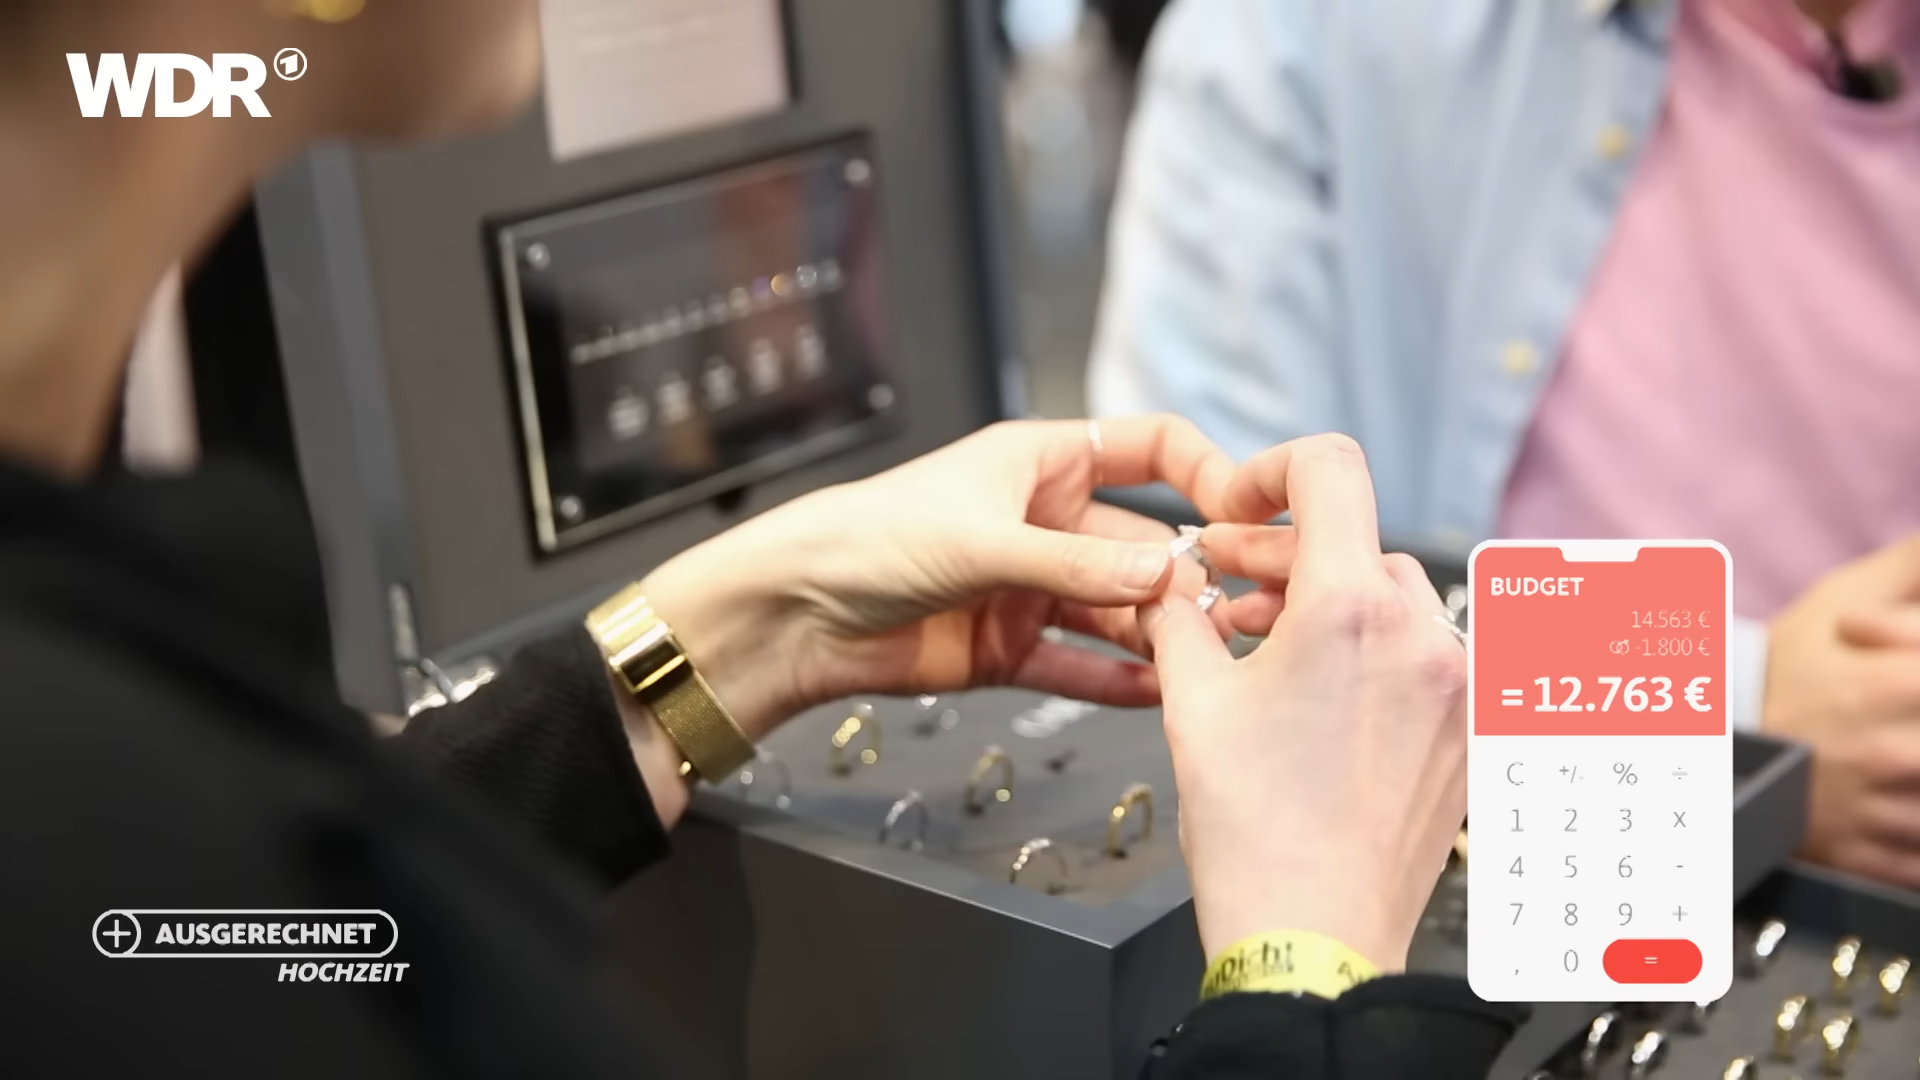 WDR
BUDGET
14.563 €
-1.800 €
= 12.763 €
C +/- % ÷
1 2 3 x
4 5 6 -
7 8 9 +
, 0 =
AUSGERECHNET
HOCHZEIT
Dich!